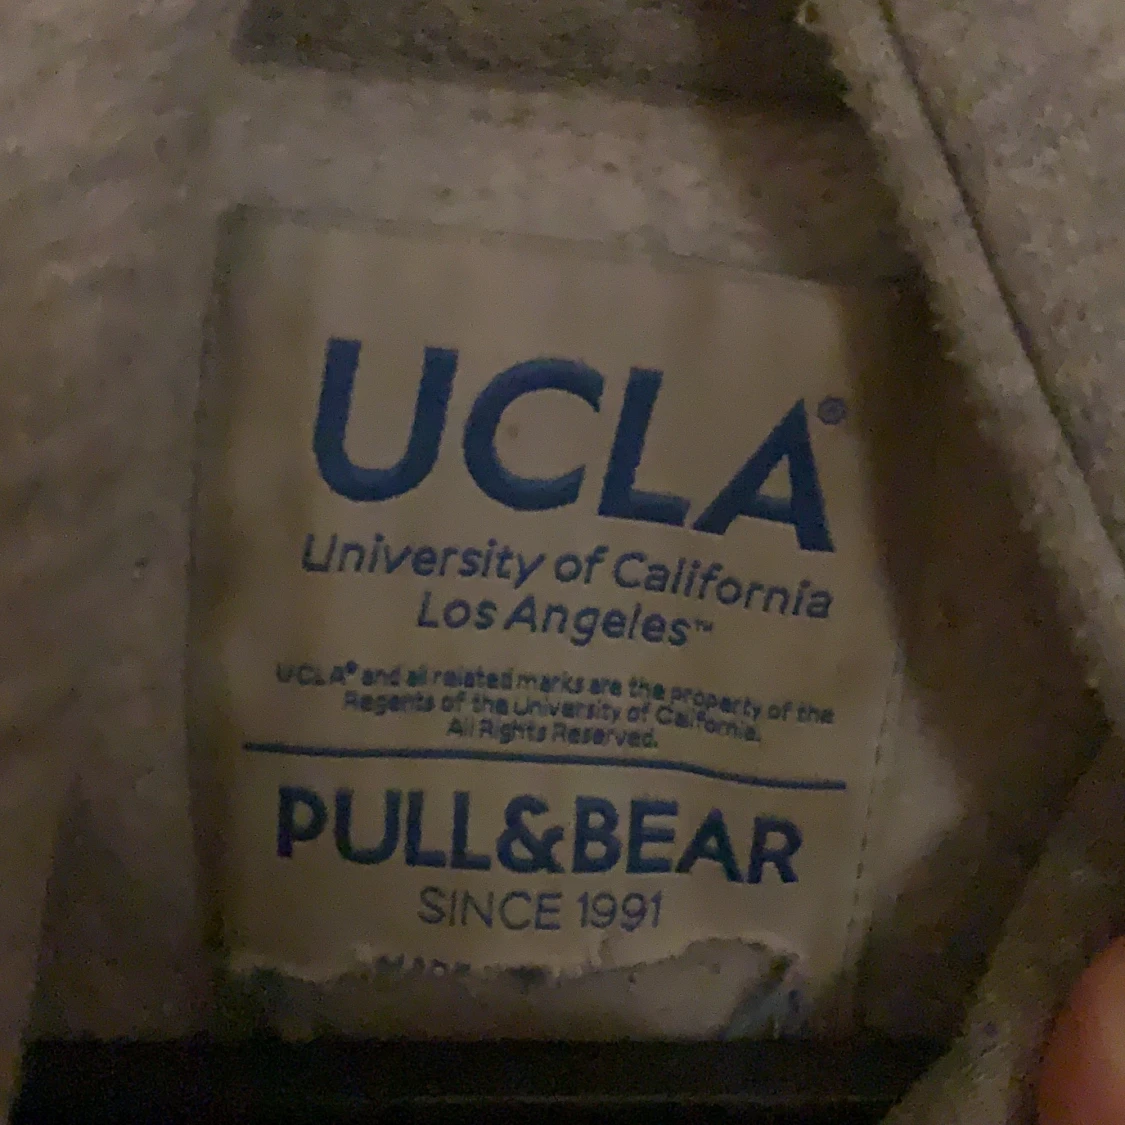 UCLA®
University of California
Los Angeles™
UCLA® and all related marks are the property of the
Regents of the University of California.
All Rights Reserved.
PULL&BEAR
SINCE 1991
MADE